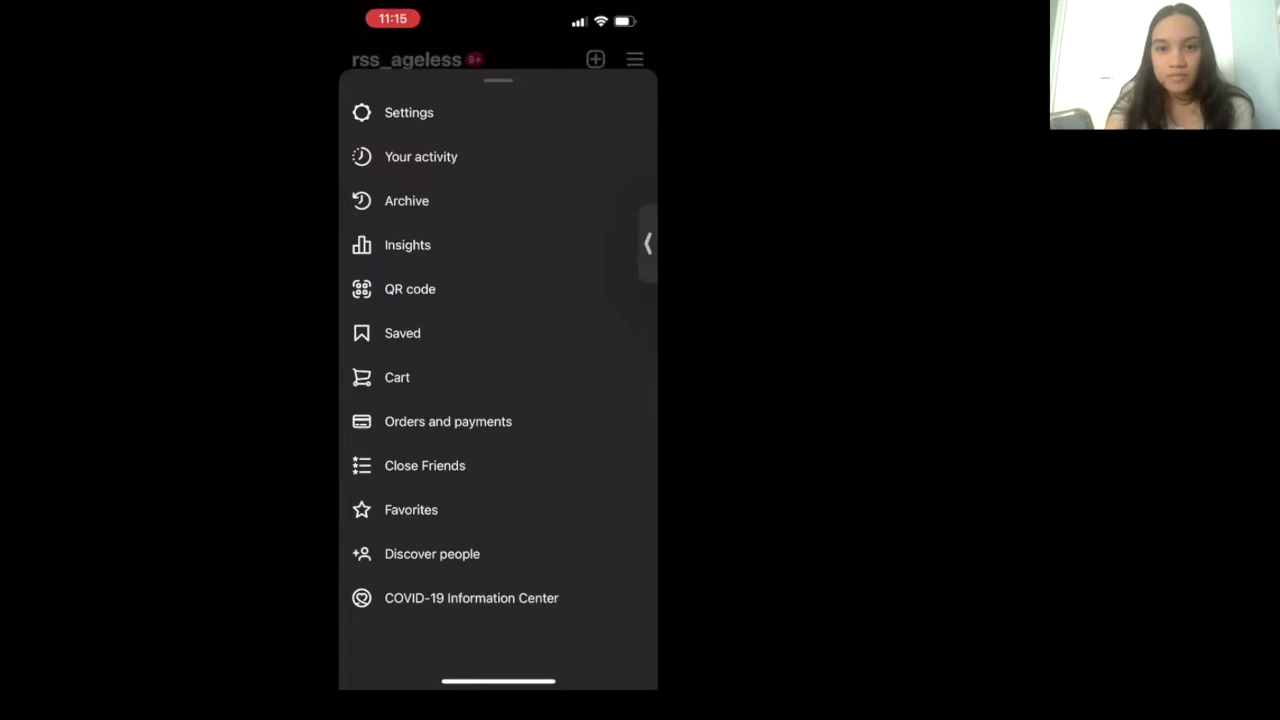 11:15
rss_ageless 9+
Settings
Your activity
Archive
Insights
QR code
Saved
Cart
Orders and payments
Close Friends
Favorites
Discover people
COVID-19 Information Center